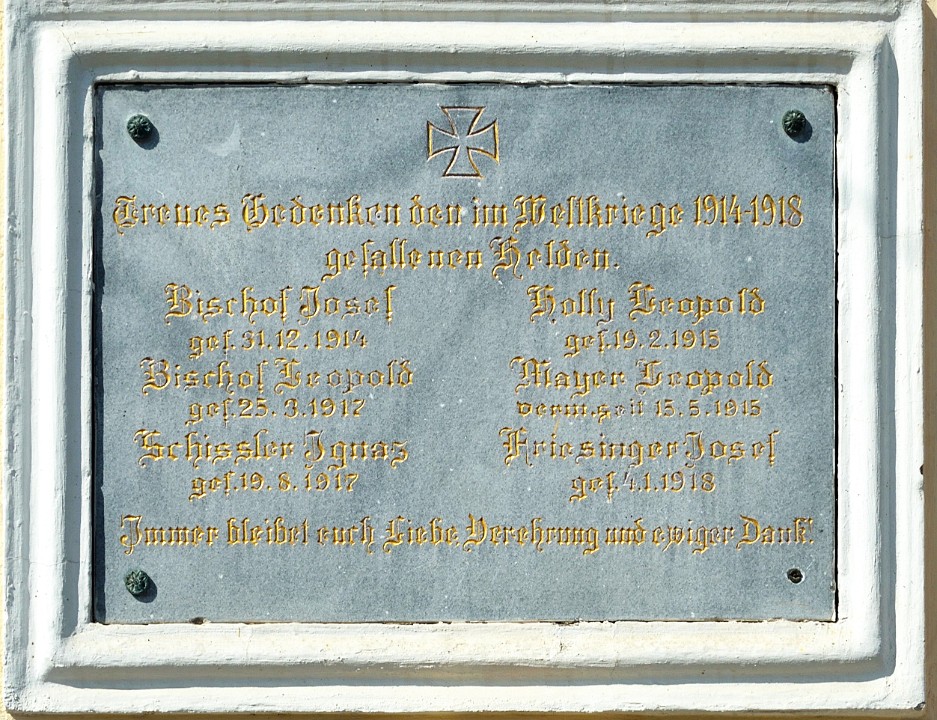 Treues Gedenken den im Weltkriege 1914-1918
gefallenen Helden.
Bischof Josef
gef. 31.12.1914
Bischof Leopold
gef. 25.3.1917
Schissler Ignas
gef. 19.8.1917
Holly Leopold
gef. 19.2.1915
Mayer Leopold
verm. seit 15.5.1915
Friesinger Josef
gef. 4.1.1918
Immer bleibet euch Liebe, Verehrung und ewiger Dank!